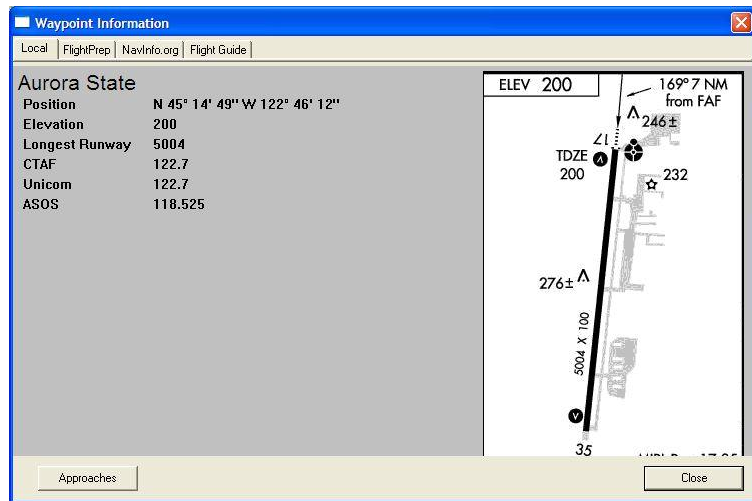 Waypoint Information
Local FlightPrep NavInfo.org Flight Guide
Aurora State
Position N 45° 14' 49" W 122° 46' 12"
Elevation 200
Longest Runway 5004
CTAF 122.7
Unicom 122.7
ASOS 118.525
ELEV 200
169° 7 NM
from FAF
246±
17
TDZE
200
V
232
276±
5004 X 100
V
35
Approaches
Close